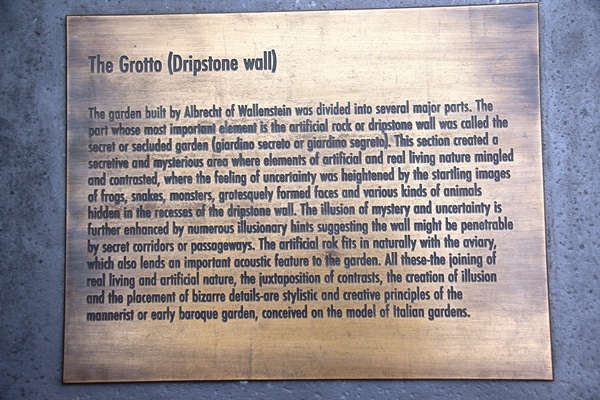 The Grotto (Dripstone wall)
The garden built by Albrecht of Wallenstein was divided into several major parts. The
part whose most important element is the artificial rock or dripstone wall was called the
secret or secluded garden (giardino secreto or giardino segreto). This section created a
secretive and mysterious area where elements of artificial and real living nature mingled
and contrasted, where the feeling of uncertainty was heightened by the startling images
of frogs, snakes, monsters, grotesquely formed faces and various kinds of animals
hidden in the recesses of the dripstone wall. The illusion of mystery and uncertainty is
further enhanced by numerous illusionary hints suggesting the wall might be penetrable
by secret corridors or passageways. The artificial rok fits in naturally with the aviary,
which also lends an important acoustic feature to the garden. All these-the joining of
real living and artificial nature, the juxtaposition of contrasts, the creation of illusion
and the placement of bizarre details-are stylistic and creative principles of the
mannerist or early baroque garden, conceived on the model of Italian gardens.